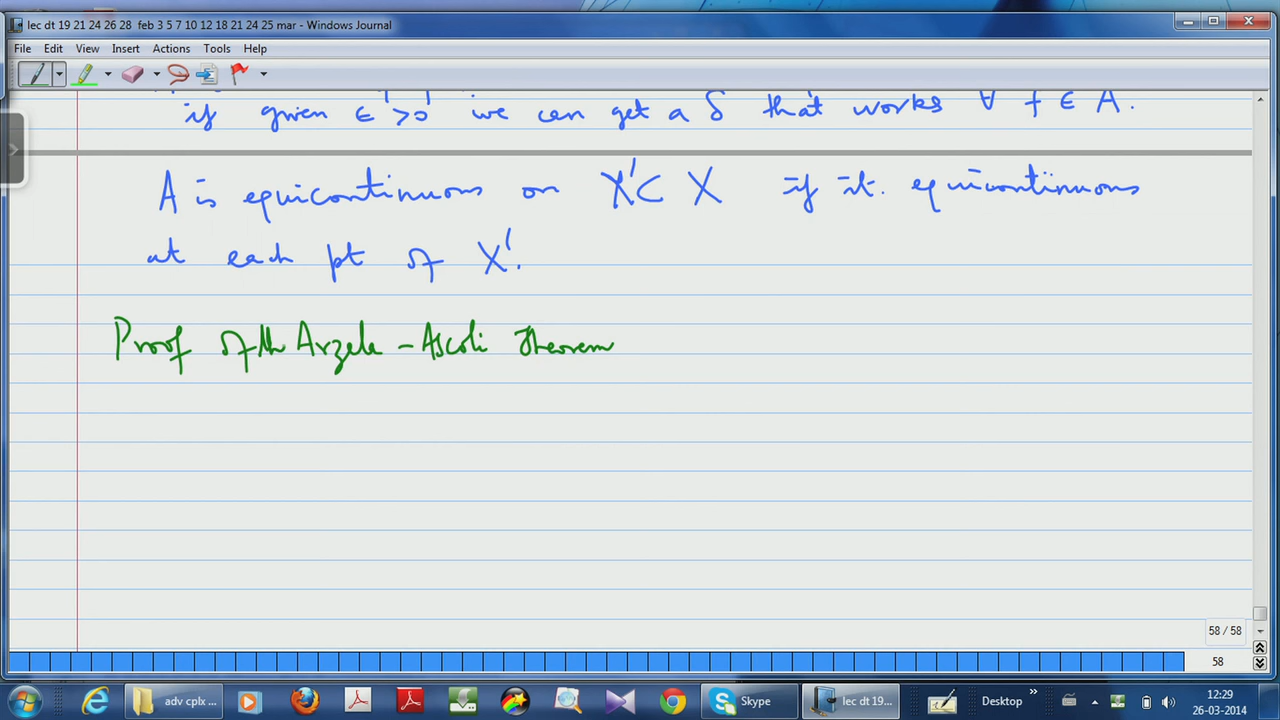 lec dt 19 21 24 26 28 feb 3 5 7 10 12 18 21 24 25 mar - Windows Journal
File Edit View Insert Actions Tools Help
if given ε > 0 we can get a δ that works ∀ f ∈ A.
A is equicontinuous on X' ⊂ X if it. equicontinuous
at each pt of X'.
Proof of th Arzela - Ascoli Theorem
58 / 58
58
adv cplx ... Skype lec dt 19... Desktop » 12:29
26-03-2014